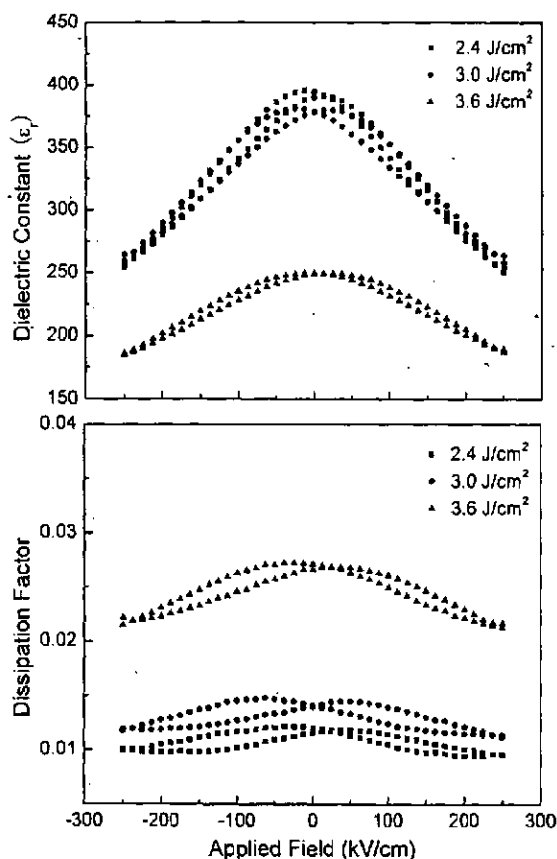 450
400
350
300
250
200
150
Dielectric Constant (εr)
2.4 J/cm²
3.0 J/cm²
3.6 J/cm²
0.04
0.03
0.02
0.01
Dissipation Factor
2.4 J/cm²
3.0 J/cm²
3.6 J/cm²
-300 -200 -100 0 100 200 300
Applied Field (kV/cm)